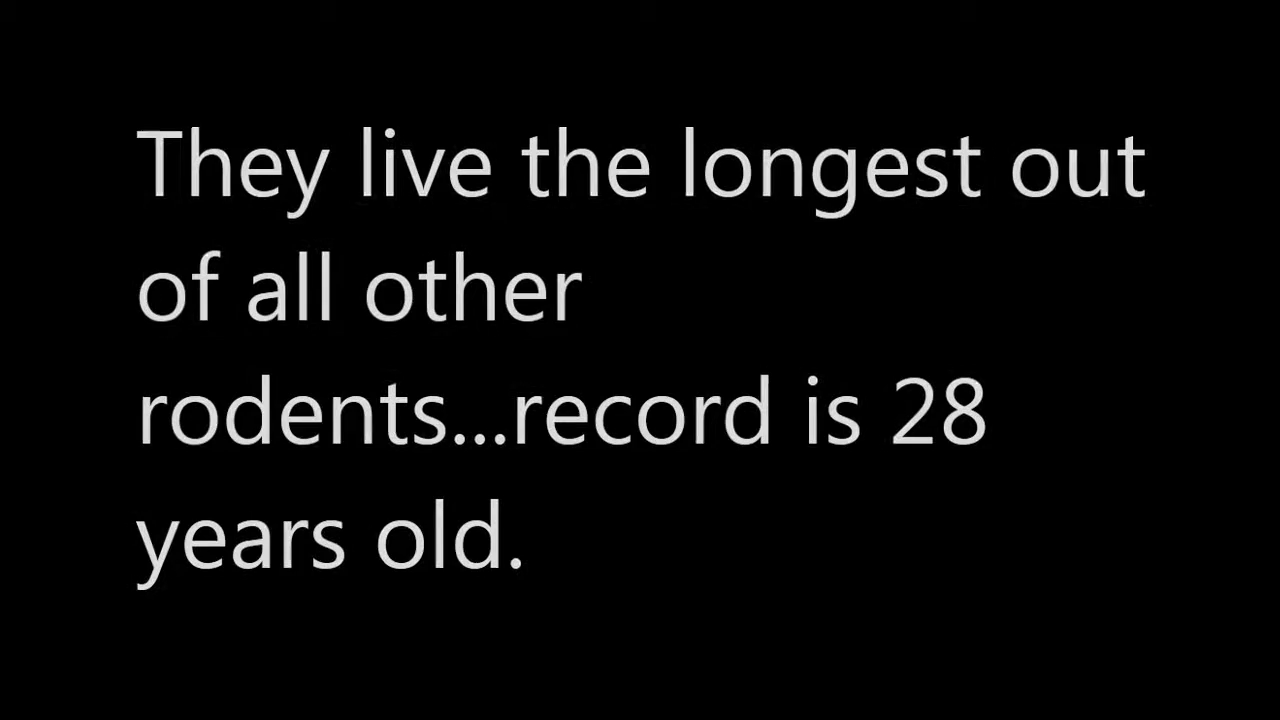 They live the longest out
of all other
rodents...record is 28
years old.